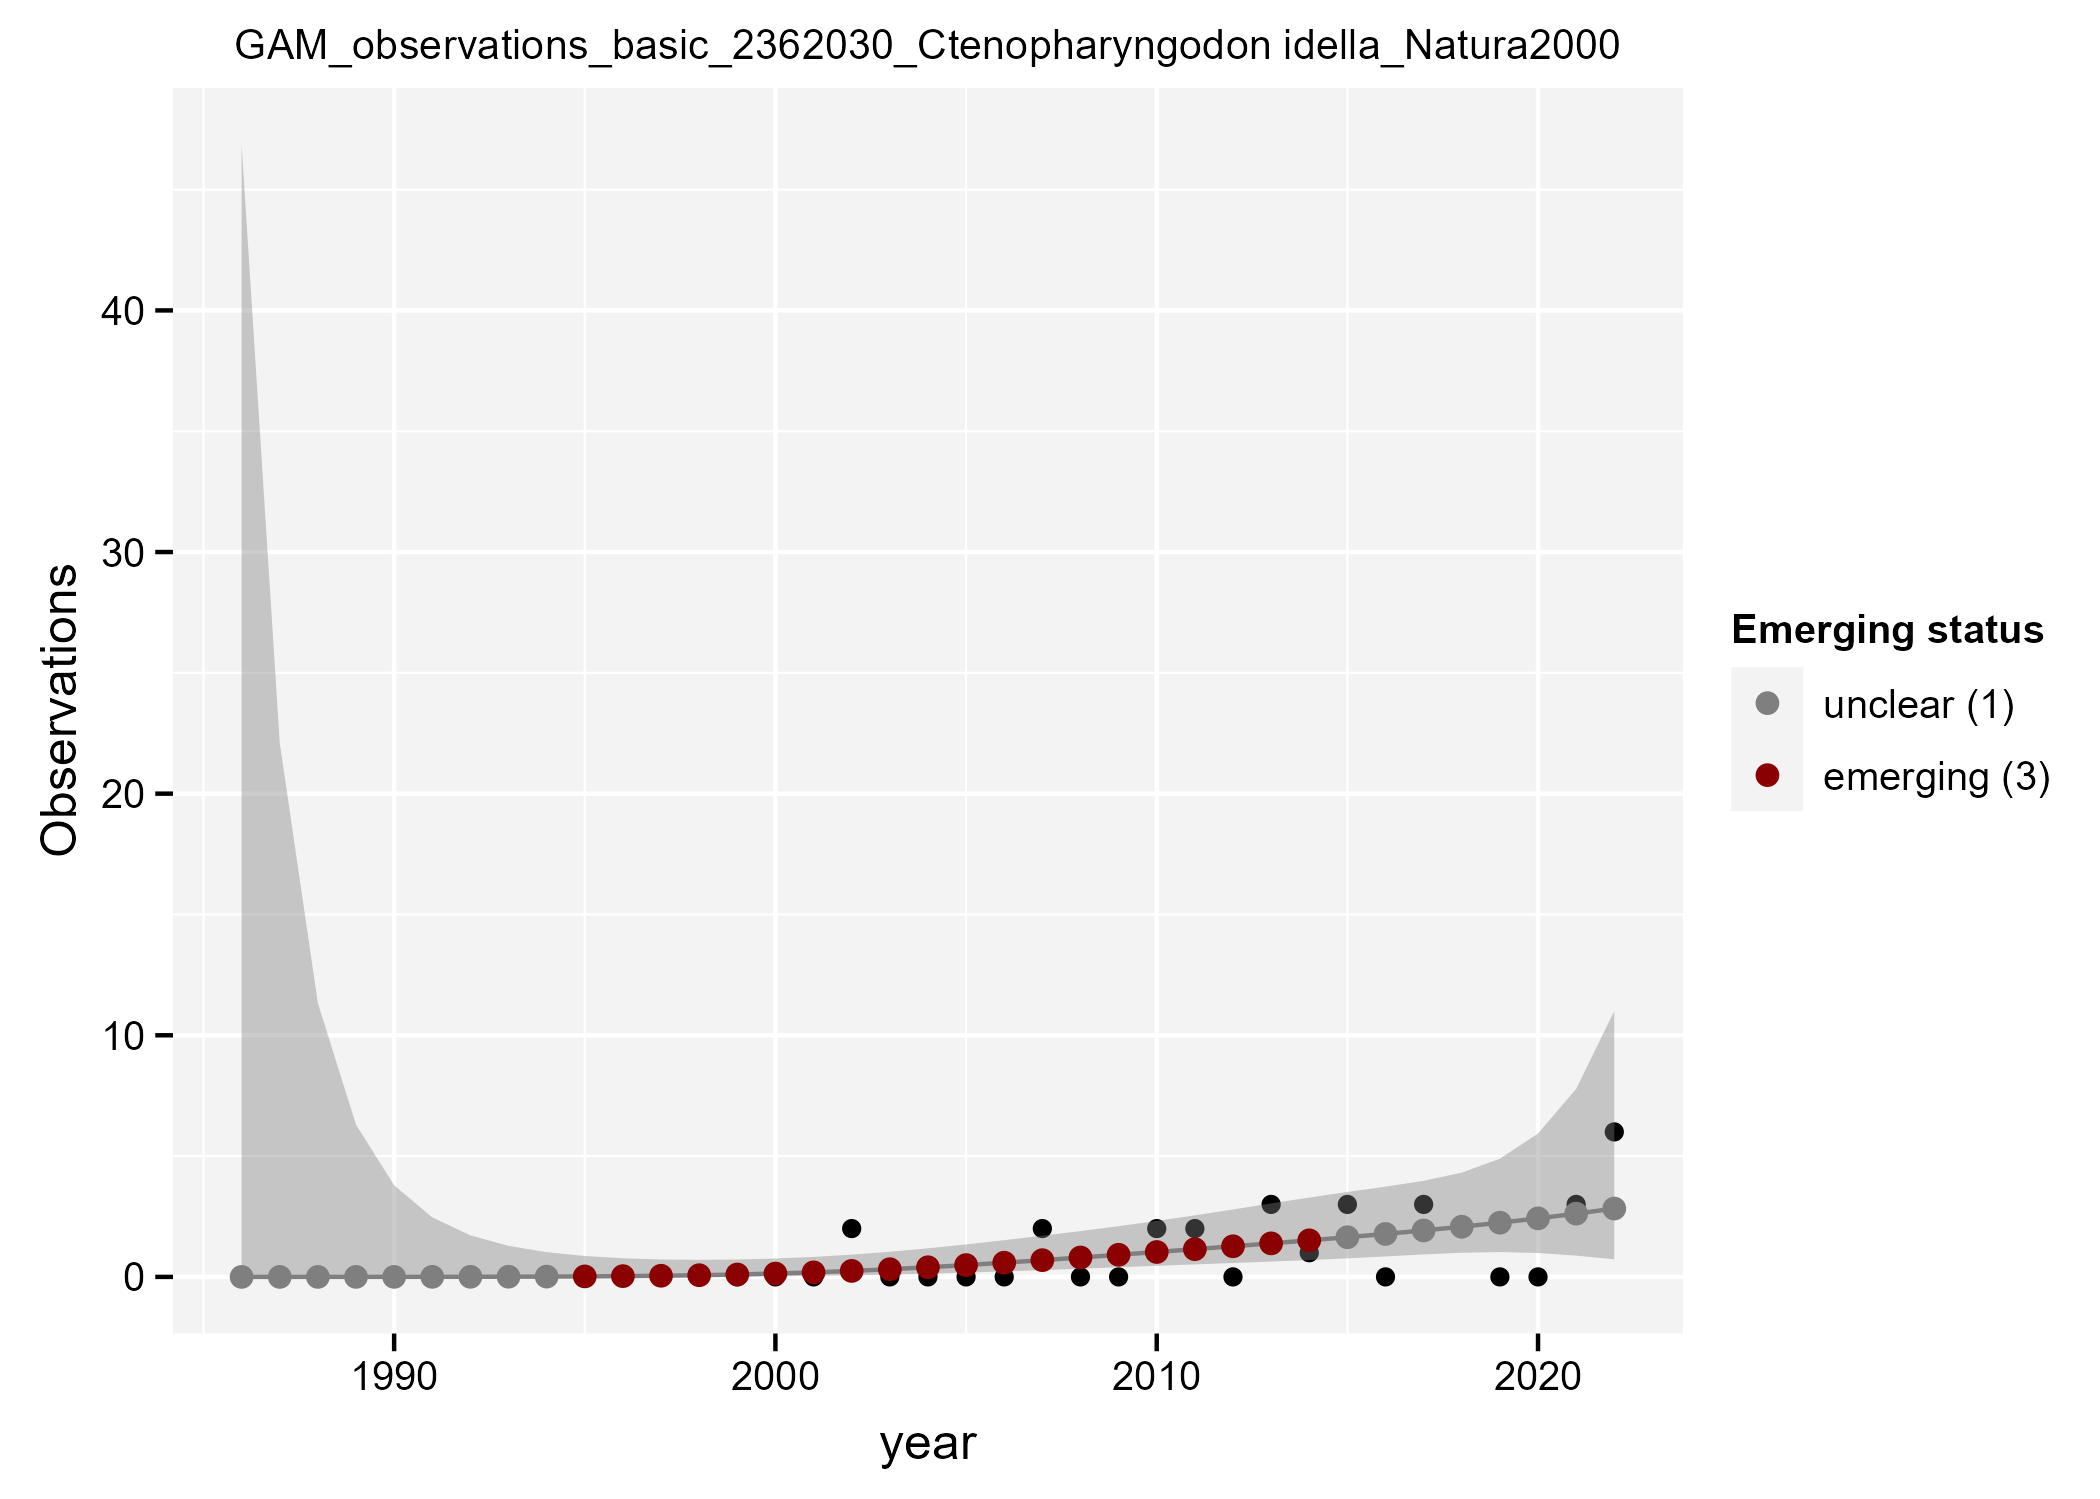 GAM_observations_basic_2362030_Ctenopharyngodon idella_Natura2000
Observations
40
30
20
10
0
1990 2000 2010 2020
year
Emerging status
unclear (1)
emerging (3)